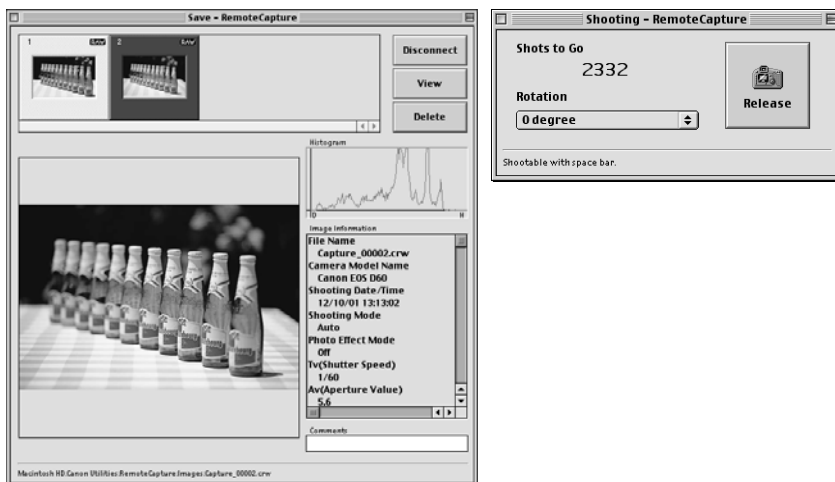 Save - RemoteCapture
1 RAW
2 RAW
Disconnect
View
Delete
Histogram
0
H
Image Information
File Name
Capture_00002.crw
Camera Model Name
Canon EOS D60
Shooting Date/Time
12/10/01 13:13:02
Shooting Mode
Auto
Photo Effect Mode
Off
Tv(Shutter Speed)
1/60
Av(Aperture Value)
5.6
Comments
Macintosh HD:Canon Utilities:RemoteCapture:Images:Capture_00002.crw
Shooting - RemoteCapture
Shots to Go
2332
Rotation
0 degree
Release
Shootable with space bar.